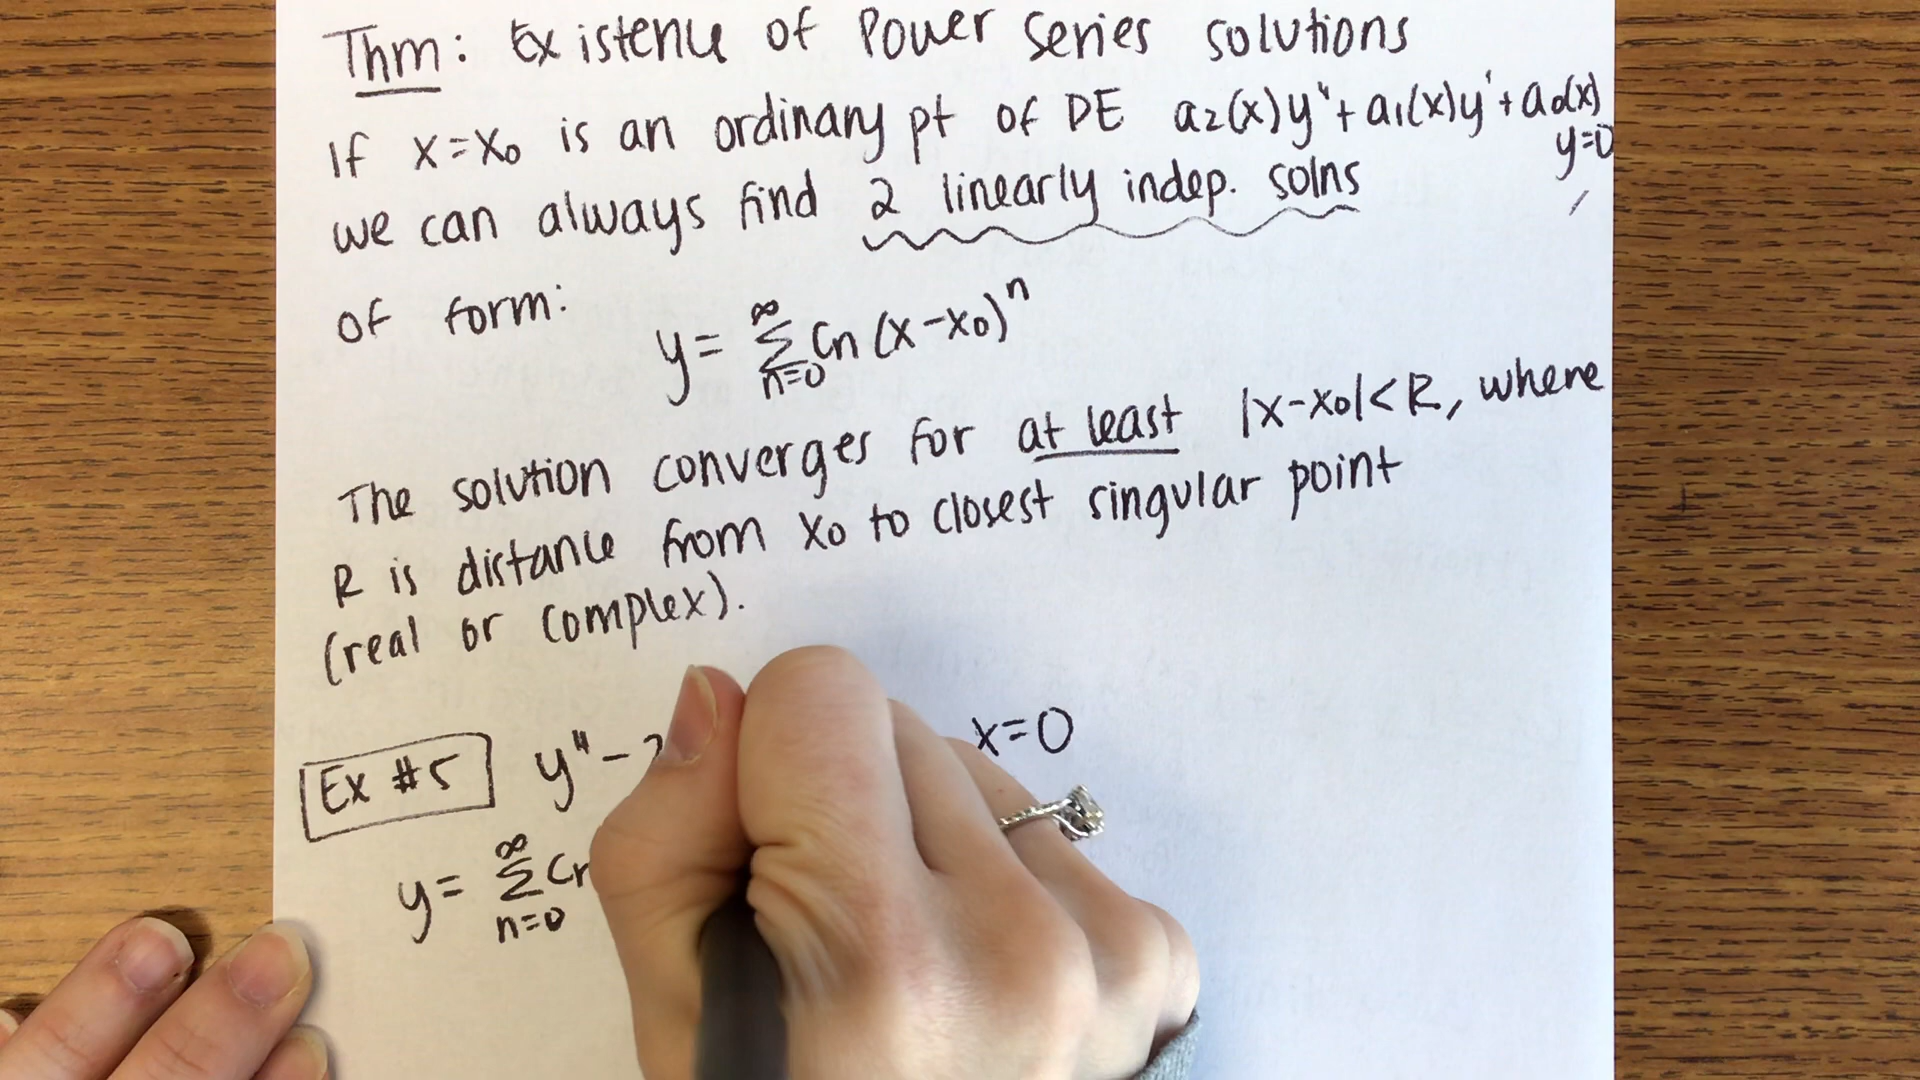 Thm: Existence of Power Series solutions
If x=x₀ is an ordinary pt of DE a₂(x)y"+a₁(x)y'+a₀(x)
y=0,
we can always find 2 linearly indep. solns
of form:
y= ∞Σn=0 Cn (x-x₀)ⁿ
The solution converges for at least |x-x₀|<R, where
R is distance from x₀ to closest singular point
(real or complex).
Ex #5 y"- x=0
y= ∞Σn=0 C